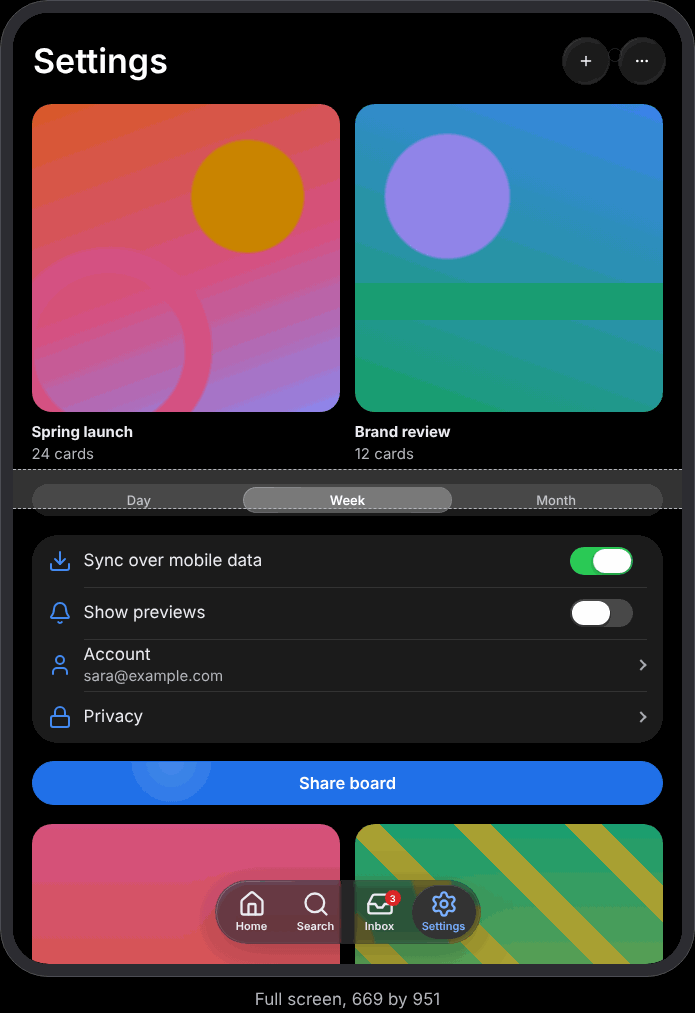 Settings
Spring launch
24 cards
Brand review
12 cards
Day
Week
Month
Sync over mobile data
Show previews
Account
sara@example.com
Privacy
Share board
Home
Search
Inbox
3
Settings
Full screen, 669 by 951